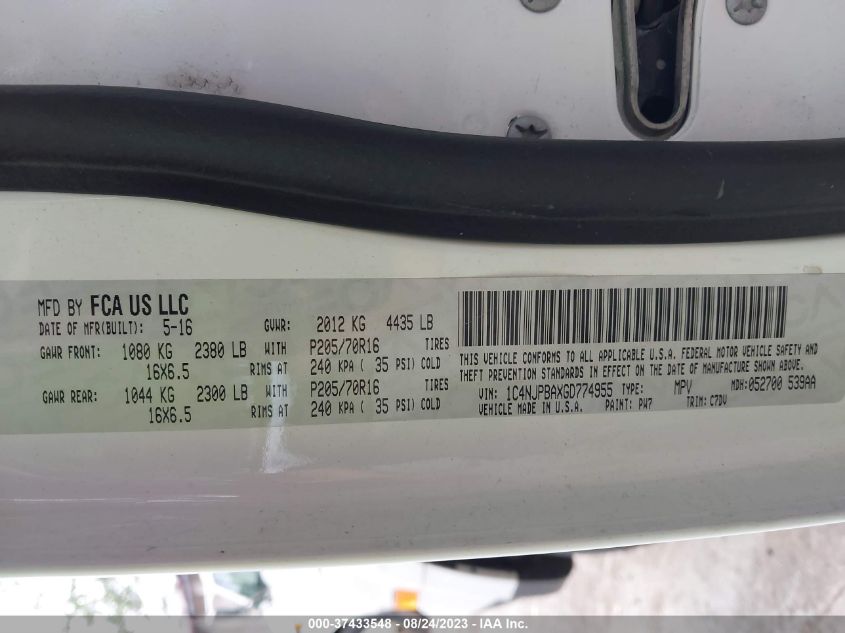 MFD BY FCA US LLC
DATE OF MFR(BUILT): 5-16 GVWR: 2012 KG 4435 LB
GAWR FRONT: 1080 KG 2380 LB WITH P205/70R16 TIRES
16X6.5 RIMS AT 240 KPA ( 35 PSI) COLD
GAWR REAR: 1044 KG 2300 LB WITH P205/70R16 TIRES
16X6.5 RIMS AT 240 KPA ( 35 PSI) COLD
THIS VEHICLE CONFORMS TO ALL APPLICABLE U.S.A. FEDERAL MOTOR VEHICLE SAFETY AND
THEFT PREVENTION STANDARDS IN EFFECT ON THE DATE OF MANUFACTURE SHOWN ABOVE.
VIN: 1C4NJPBAXGD774955 TYPE: MPV MDH: 052700 539AA
VEHICLE MADE IN U.S.A. PAINT: PW7 TRIM: C7DV
000-37433548 - 08/24/2023 - Copyright © 2023 IAA, Inc.